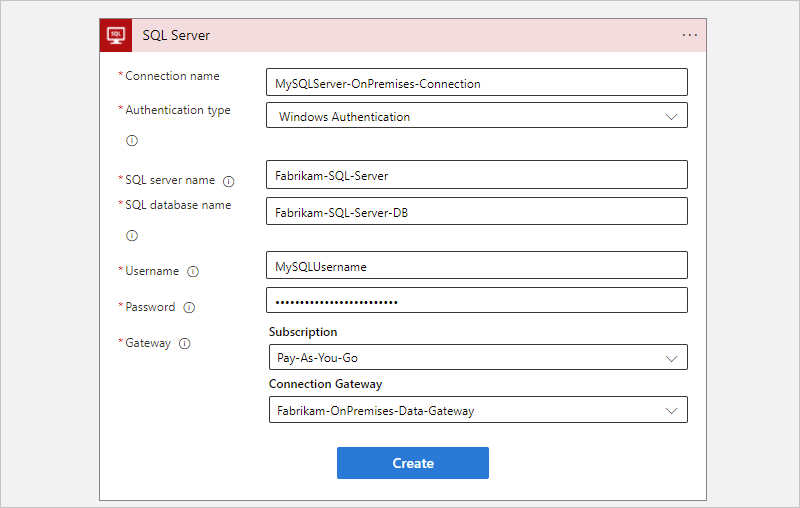 SQL
SQL Server
* Connection name
MySQLServer-OnPremises-Connection
* Authentication type
Windows Authentication
* SQL server name
Fabrikam-SQL-Server
* SQL database name
Fabrikam-SQL-Server-DB
* Username
MySQLUsername
* Password
•••••••••••••••••••••••••
* Gateway
Subscription
Pay-As-You-Go
Connection Gateway
Fabrikam-OnPremises-Data-Gateway
Create